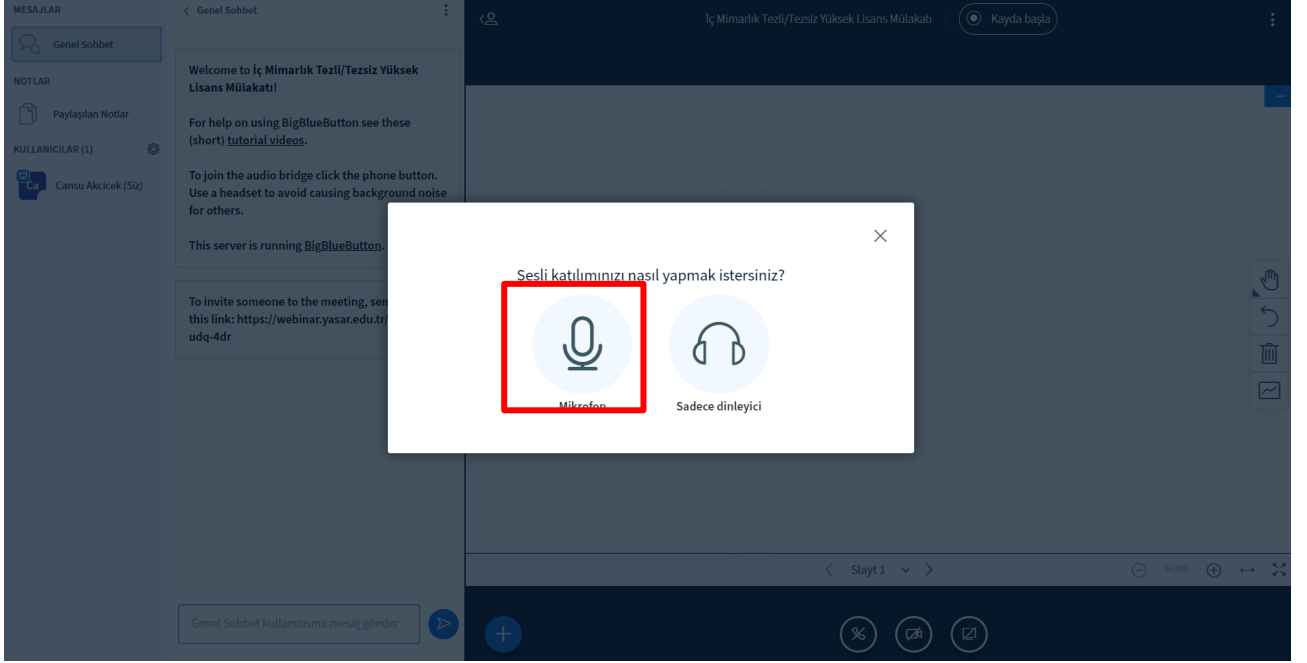 MESAJLAR
Genel Sohbet
NOTLAR
Paylaşılan Notlar
KULLANICILAR (1)
Ca
Cansu Akcicek (Siz)
Genel Sohbet
Welcome to İç Mimarlık Tezli/Tezsiz Yüksek
Lisans Mülakatı!
For help on using BigBlueButton see these
(short) tutorial videos.
To join the audio bridge click the phone button.
Use a headset to avoid causing background noise
for others.
This server is running BigBlueButton.
To invite someone to the meeting, sen
this link: https://webinar.yasar.edu.tr/
udq-4dr
Genel Sohbet kullanıcısına mesaj gönder
İç Mimarlık Tezli/Tezsiz Yüksek Lisans Mülakatı
Kayda başla
Sesli katılımınızı nasıl yapmak istersiniz?
Mikrofon
Sadece dinleyici
Slayt 1
%100